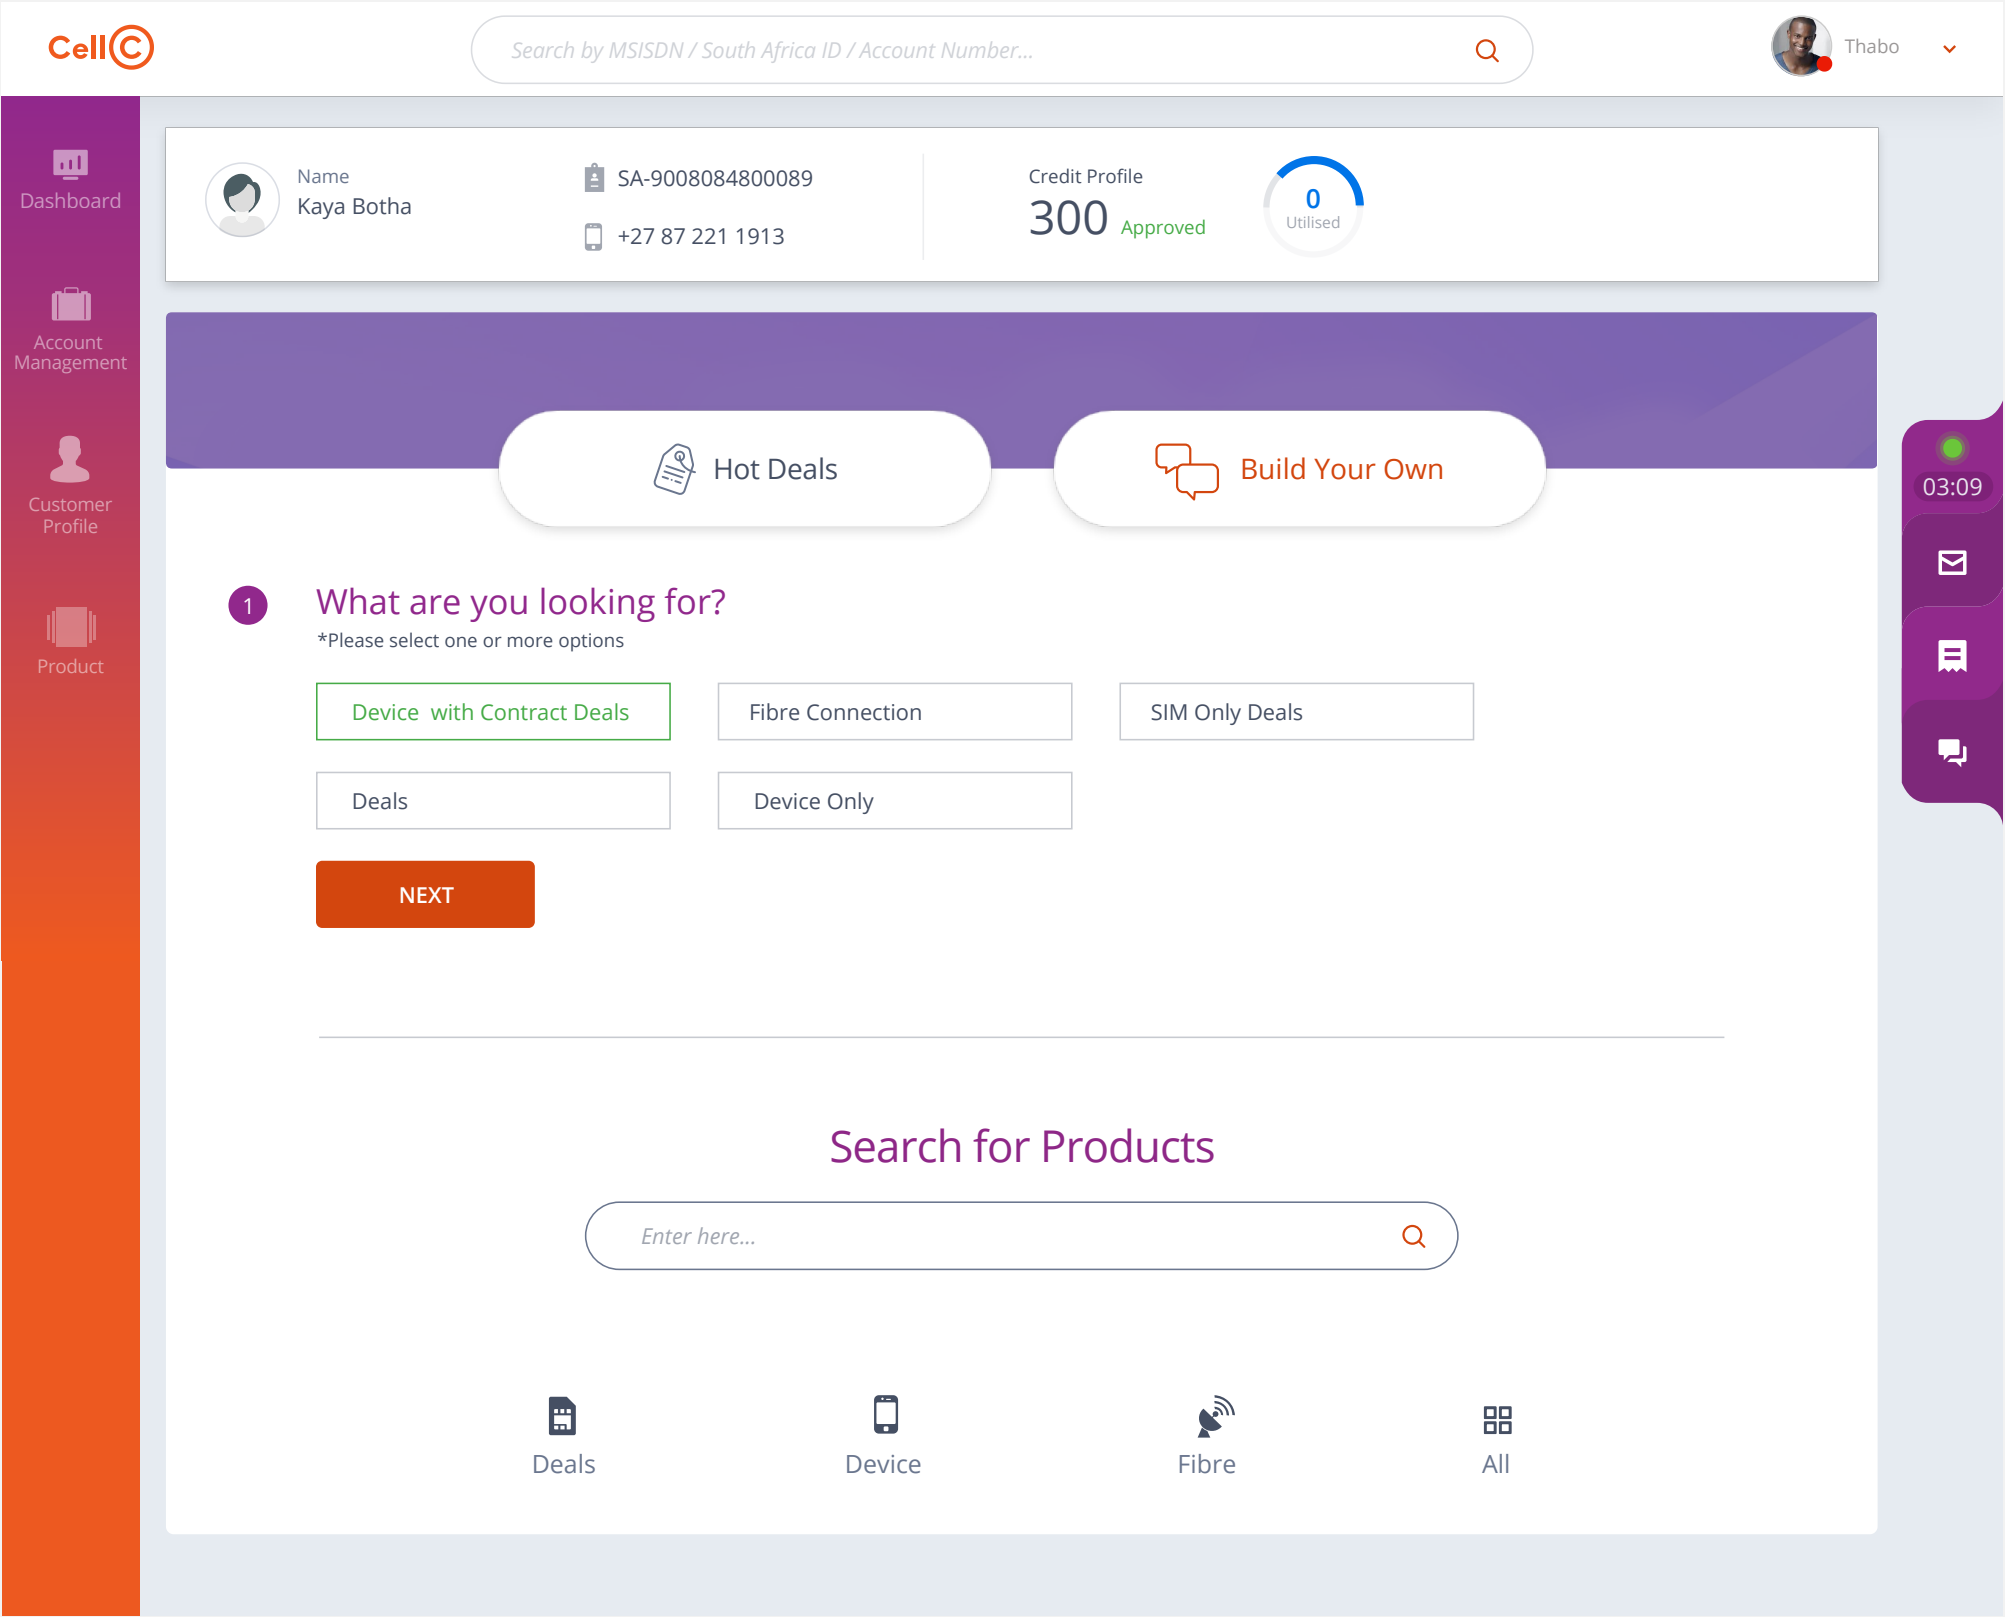 Cell C
Search by MSISDN / South Africa ID / Account Number...
Thabo
Dashboard
Account
Management
Customer
Profile
Product
Name
Kaya Botha
SA-9008084800089
+27 87 221 1913
Credit Profile
300 Approved
0
Utilised
Hot Deals
Build Your Own
03:09
1
What are you looking for?
*Please select one or more options
Device  with Contract Deals
Fibre Connection
SIM Only Deals
Deals
Device Only
NEXT
Search for Products
Enter here...
Deals
Device
Fibre
All